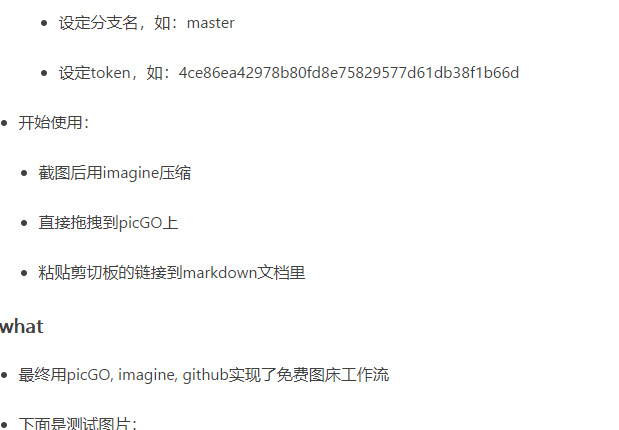 设定分支名，如：master
设定token，如：4ce86ea42978b80fd8e75829577d61db38f1b66d
开始使用：
截图后用imagine压缩
直接拖拽到picGO上
粘贴剪切板的链接到markdown文档里
what
最终用picGO, imagine, github实现了免费图床工作流
下面是测试图片：